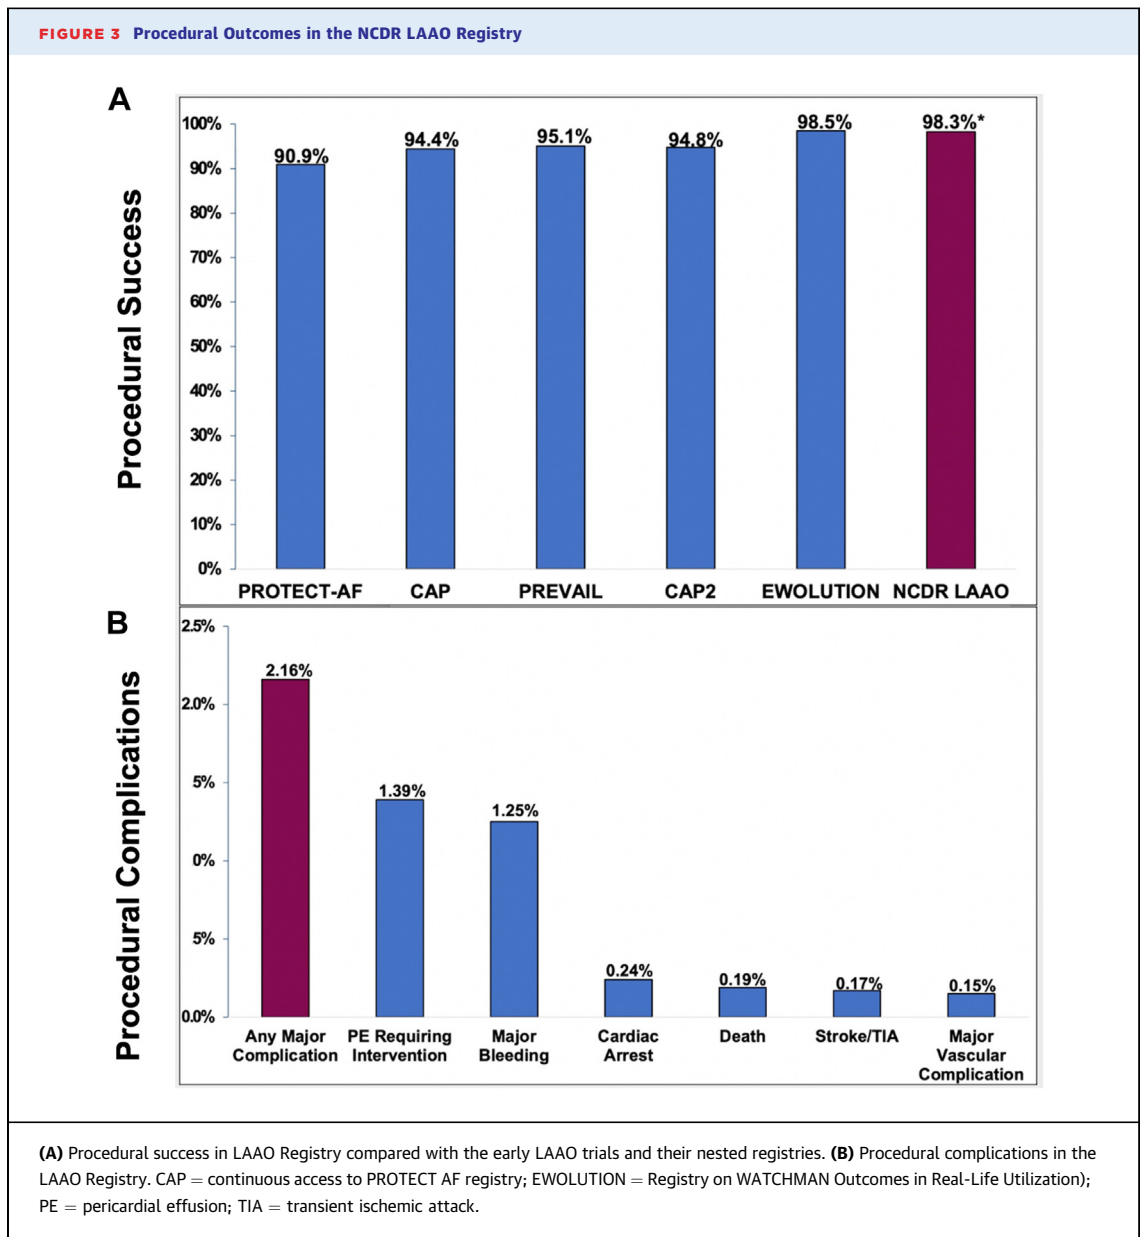 FIGURE 3 Procedural Outcomes in the NCDR LAAO Registry
A
Procedural Success
100%
90%
80%
70%
60%
50%
40%
30%
20%
10%
0%
90.9%
94.4%
95.1%
94.8%
98.5%
98.3%*
PROTECT-AF CAP PREVAIL CAP2 EWOLUTION NCDR LAAO
B
Procedural Complications
2.5%
2.0%
5%
0%
5%
0.0%
2.16%
1.39%
1.25%
0.24%
0.19%
0.17%
0.15%
Any Major Complication
PE Requiring Intervention
Major Bleeding
Cardiac Arrest
Death
Stroke/TIA
Major Vascular Complication
(A) Procedural success in LAAO Registry compared with the early LAAO trials and their nested registries. (B) Procedural complications in the
LAAO Registry. CAP = continuous access to PROTECT AF registry; EWOLUTION = Registry on WATCHMAN Outcomes in Real-Life Utilization);
PE = pericardial effusion; TIA = transient ischemic attack.